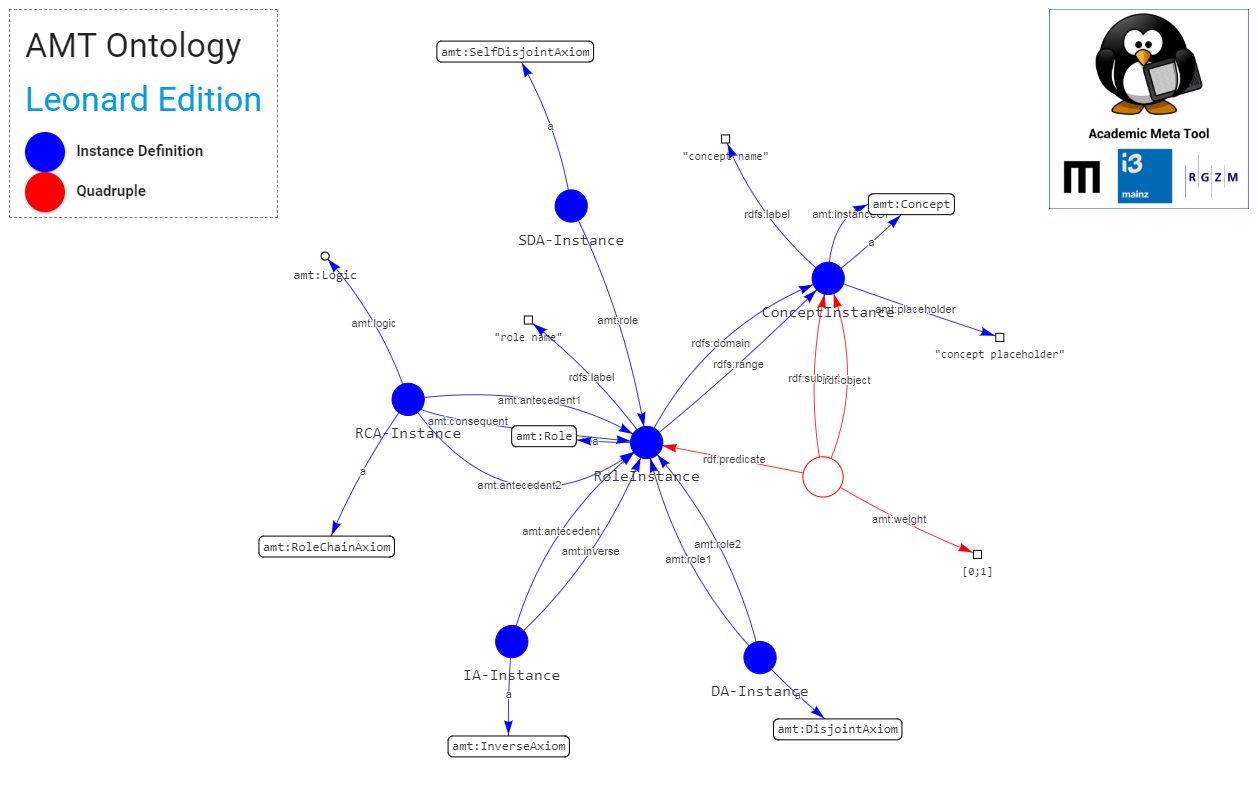 AMT Ontology
Leonard Edition
Instance Definition
Quadruple
Academic Meta Tool
m
i3
mainz
RGZM
amt:SelfDisjointAxiom
a
SDA-Instance
"concept name"
rdfs:label
amt:instanceOf
amt:Concept
a
amt:Logic
amt:logic
ConceptInstance
amt:placeholder
"concept placeholder"
amt:role
"role name"
rdfs:label
rdfs:domain
rdfs:range
rdf:subject
rdf:object
amt:antecedent1
amt:consequent
RCA-Instance
amt:Role
a
rdf:predicate
a
RoleInstance
amt:antecedent2
amt:weight
amt:RoleChainAxiom
amt:antecedent
amt:inverse
amt:role2
amt:role1
[0;1]
IA-Instance
a
DA-Instance
a
amt:InverseAxiom
amt:DisjointAxiom